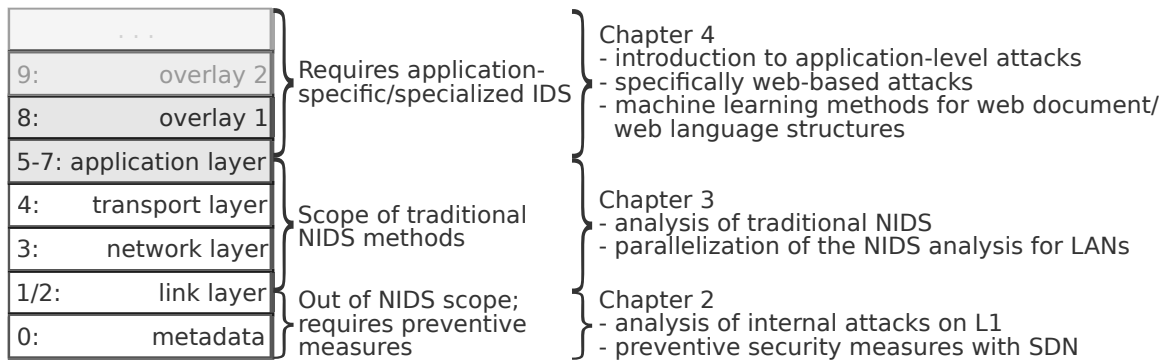 . . .
9: overlay 2
8: overlay 1
5-7: application layer
4: transport layer
3: network layer
1/2: link layer
0: metadata
Requires application-
specific/specialized IDS
Scope of traditional
NIDS methods
Out of NIDS scope;
requires preventive
measures
Chapter 4
- introduction to application-level attacks
- specifically web-based attacks
- machine learning methods for web document/
web language structures
Chapter 3
- analysis of traditional NIDS
- parallelization of the NIDS analysis for LANs
Chapter 2
- analysis of internal attacks on L1
- preventive security measures with SDN